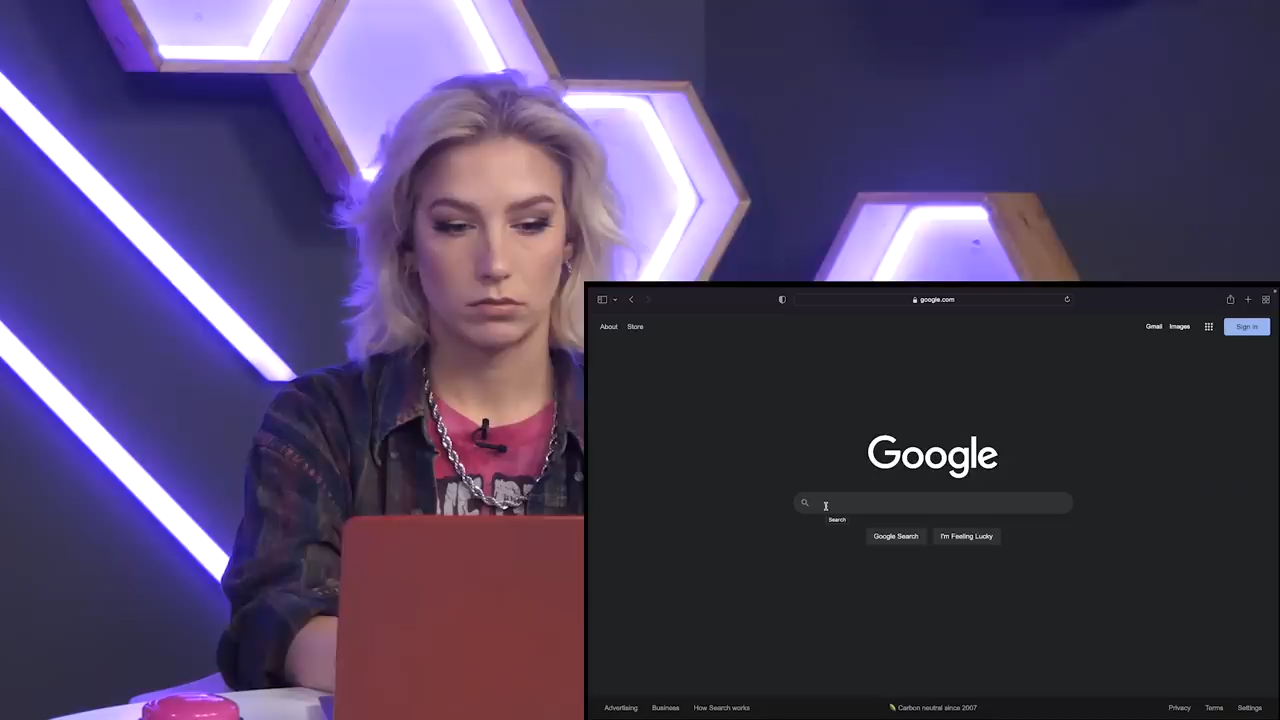 google.com
About Store Gmail Images Sign in
Google
Search
Google Search I'm Feeling Lucky
Advertising Business How Search works Carbon neutral since 2007 Privacy Terms Settings